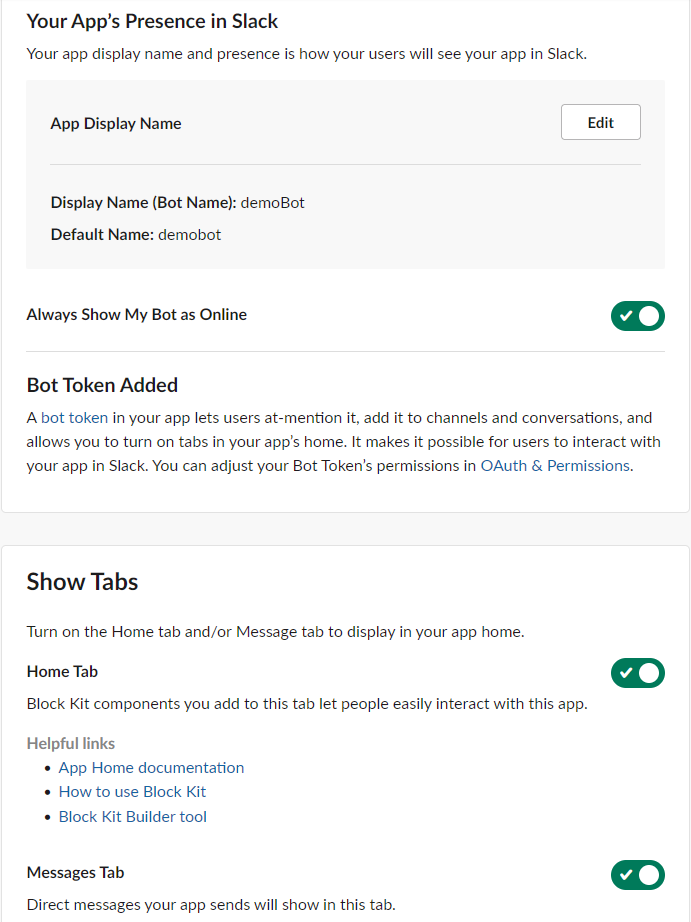 Your App’s Presence in Slack
Your app display name and presence is how your users will see your app in Slack.
App Display Name
Edit
Display Name (Bot Name): demoBot
Default Name: demobot
Always Show My Bot as Online
Bot Token Added
A bot token in your app lets users at-mention it, add it to channels and conversations, and
allows you to turn on tabs in your app’s home. It makes it possible for users to interact with
your app in Slack. You can adjust your Bot Token’s permissions in OAuth & Permissions.
Show Tabs
Turn on the Home tab and/or Message tab to display in your app home.
Home Tab
Block Kit components you add to this tab let people easily interact with this app.
Helpful links
• App Home documentation
• How to use Block Kit
• Block Kit Builder tool
Messages Tab
Direct messages your app sends will show in this tab.